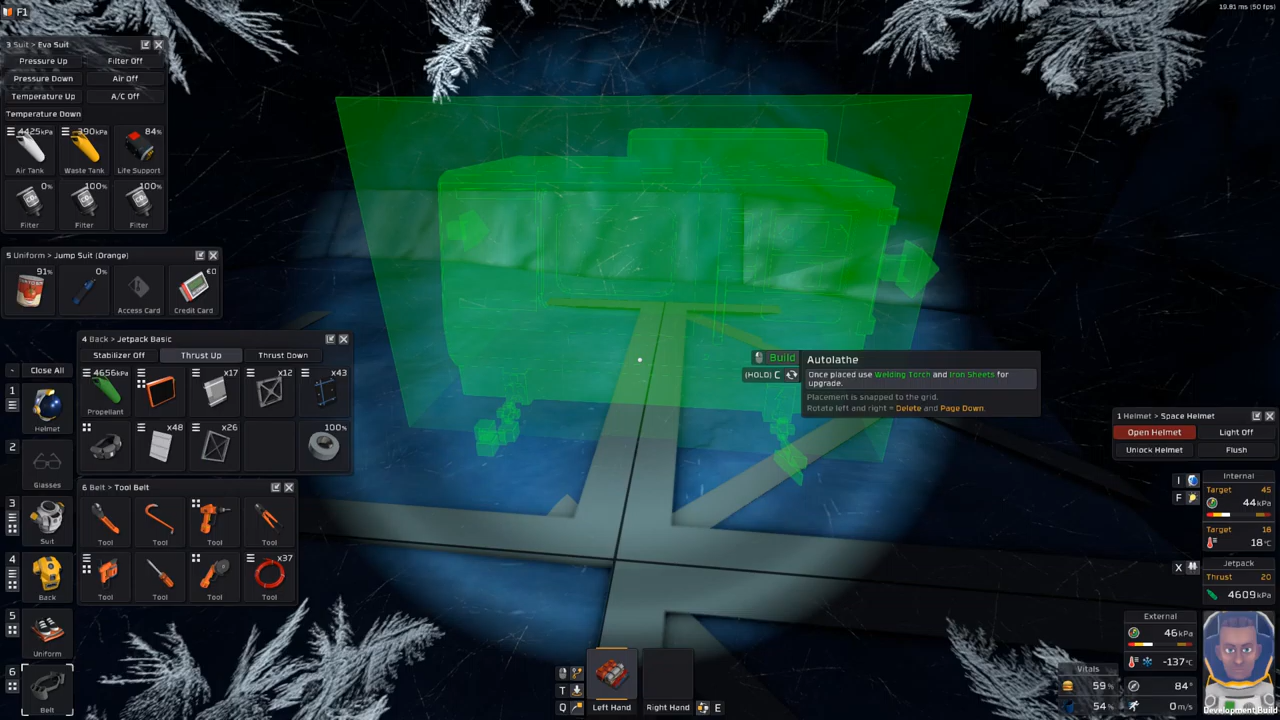 F1
19.81 ms (50 fps)
3 Suit > Eva Suit
Pressure Up
Filter Off
Pressure Down
Air Off
Temperature Up
A/C Off
Temperature Down
4425kPa
390kPa
84%
Air Tank
Waste Tank
Life Support
0%
100%
100%
Filter
Filter
Filter
5 Uniform > Jump Suit (Orange)
91%
0%
€0
Access Card
Credit Card
4 Back > Jetpack Basic
Stabilizer Off
Thrust Up
Thrust Down
4656kPa
x17
x12
x43
Propellant
x48
x26
100%
6 Belt > Tool Belt
Tool
Tool
Tool
Tool
x37
Tool
Tool
Tool
Tool
Close All
1
Helmet
2
Glasses
3
Suit
4
Back
5
Uniform
6
Belt
Build
(HOLD) C
Autolathe
Once placed use Welding Torch and Iron Sheets for
upgrade.
Placement is snapped to the grid.
Rotate left and right = Delete and Page Down.
1 Helmet > Space Helmet
Open Helmet
Light Off
Unlock Helmet
Flush
I
F
Internal
Target 45
44kPa
Target 18
18°C
X
Jetpack
Thrust 20
4609kPa
External
46kPa
-137°C
84°
0m/s
Vitals
59%
54%
Development Build
T
Q
Left Hand
Right Hand
E